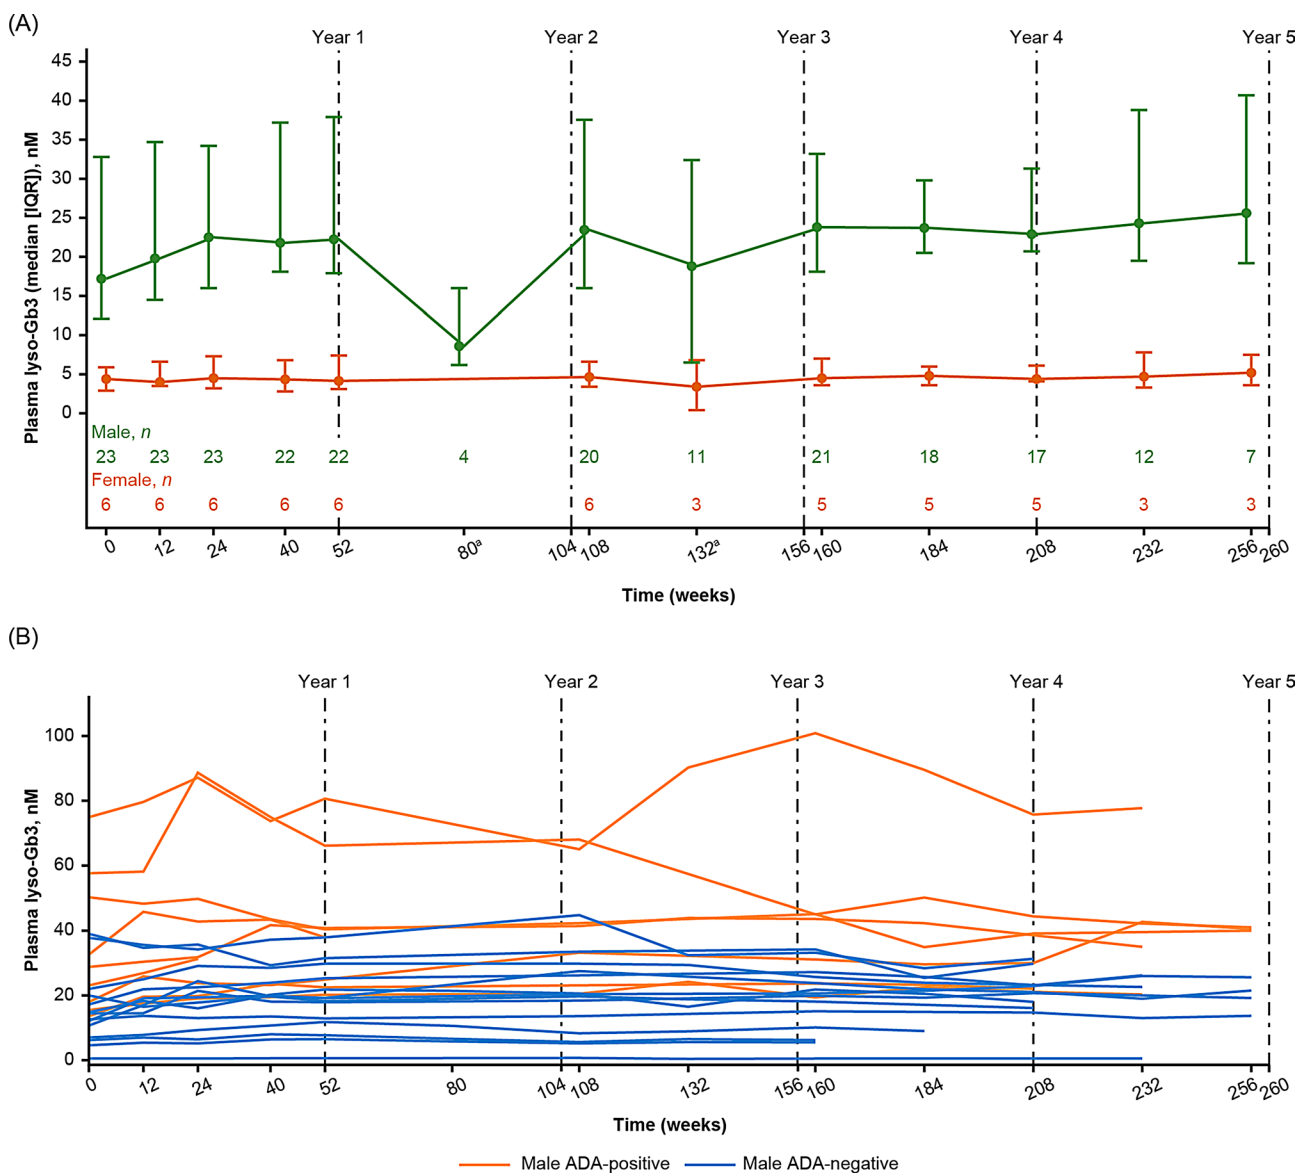 (A)
Year 1 Year 2 Year 3 Year 4 Year 5
Plasma lyso-Gb3 (median [IQR]), nM
45
40
35
30
25
20
15
10
5
0
Male, n
23 23 23 22 22 4 20 11 21 18 17 12 7
Female, n
6 6 6 6 6 6 3 5 5 5 3 3
0 12 24 40 52 80ᵃ 104 108 132ᵃ 156 160 184 208 232 256 260
Time (weeks)
(B)
Year 1 Year 2 Year 3 Year 4 Year 5
Plasma lyso-Gb3, nM
100
80
60
40
20
0
0 12 24 40 52 80 104 108 132 156 160 184 208 232 256 260
Time (weeks)
Male ADA-positive Male ADA-negative